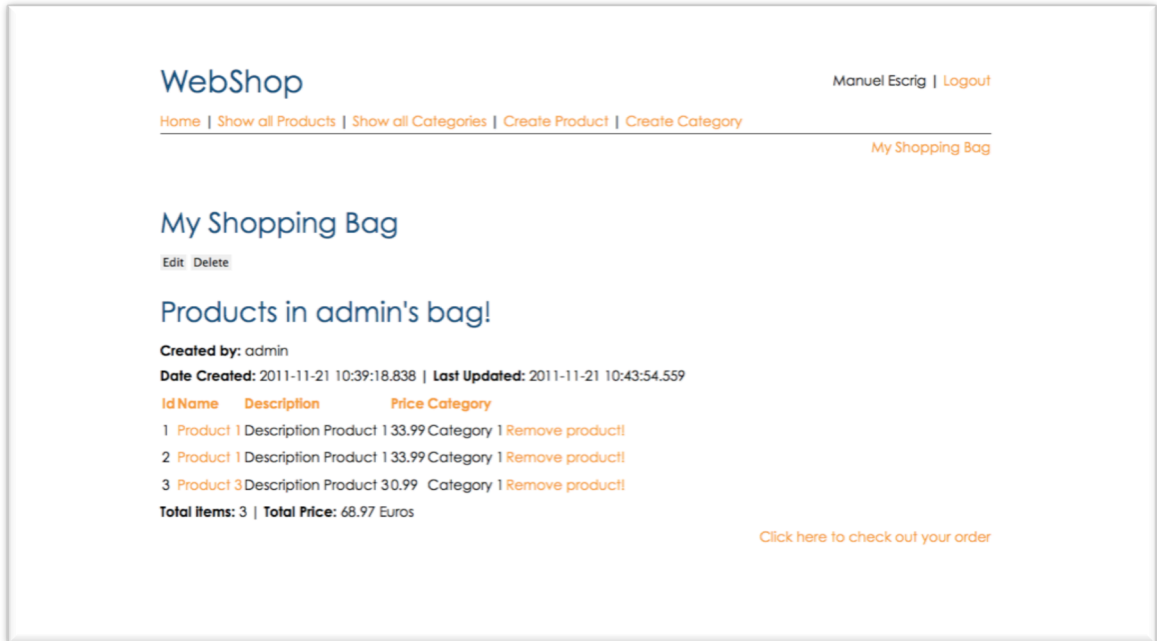 WebShop
Manuel Escrig | Logout
Home | Show all Products | Show all Categories | Create Product | Create Category
My Shopping Bag
My Shopping Bag
Edit Delete
Products in admin's bag!
Created by: admin
Date Created: 2011-11-21 10:39:18.838 | Last Updated: 2011-11-21 10:43:54.559
Id Name Description Price Category
1 Product 1 Description Product 1 33.99 Category 1 Remove product!
2 Product 1 Description Product 1 33.99 Category 1 Remove product!
3 Product 3 Description Product 3 0.99 Category 1 Remove product!
Total items: 3 | Total Price: 68.97 Euros
Click here to check out your order